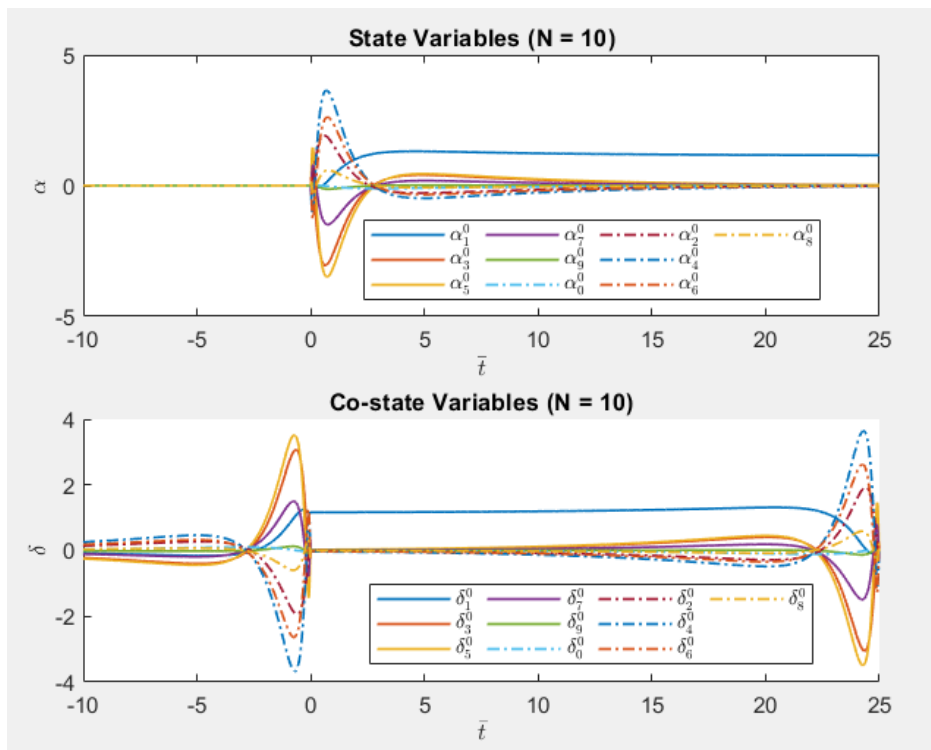 State Variables (N = 10)
5
0
-5
α
-10 -5 0 5 10 15 20 25
t̄
α₁⁰ α₇⁰ α₂⁰ α₈⁰
α₃⁰ α₉⁰ α₄⁰
α₅⁰ α₀⁰ α₆⁰
Co-state Variables (N = 10)
4
2
0
-2
-4
δ
-10 -5 0 5 10 15 20 25
t̄
δ₁⁰ δ₇⁰ δ₂⁰ δ₈⁰
δ₃⁰ δ₉⁰ δ₄⁰
δ₅⁰ δ₀⁰ δ₆⁰